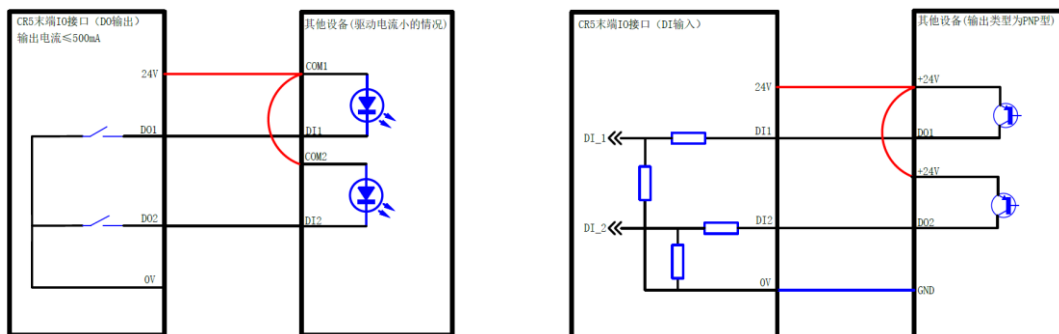 CR5末端IO接口（DO输出）
输出电流≤500mA
24V
DO1
DO2
0V
其他设备(驱动电流小的情况)
COM1
DI1
COM2
DI2
CR5末端IO接口（DI输入）
24V
DI_1
DI1
DI_2
DI2
0V
其他设备(输出类型为PNP型)
+24V
DO1
+24V
DO2
GND